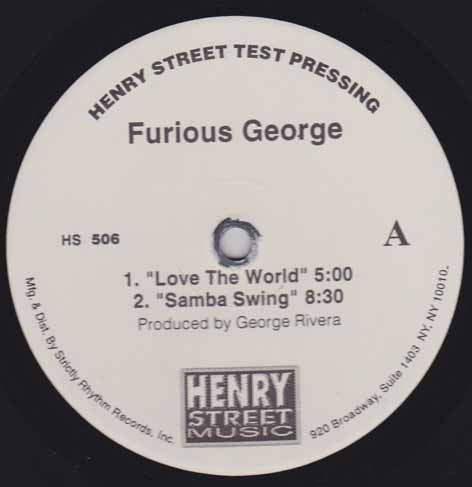 HENRY STREET TEST PRESSING
Furious George
HS 506
A
1. "Love The World" 5:00
2. "Samba Swing" 8:30
Produced by George Rivera
Mfg. & Dist. By Strictly Rhythm Records, Inc.
920 Broadway, Suite 1403 NY, NY 10010.
HENRY
STREET
MUSIC